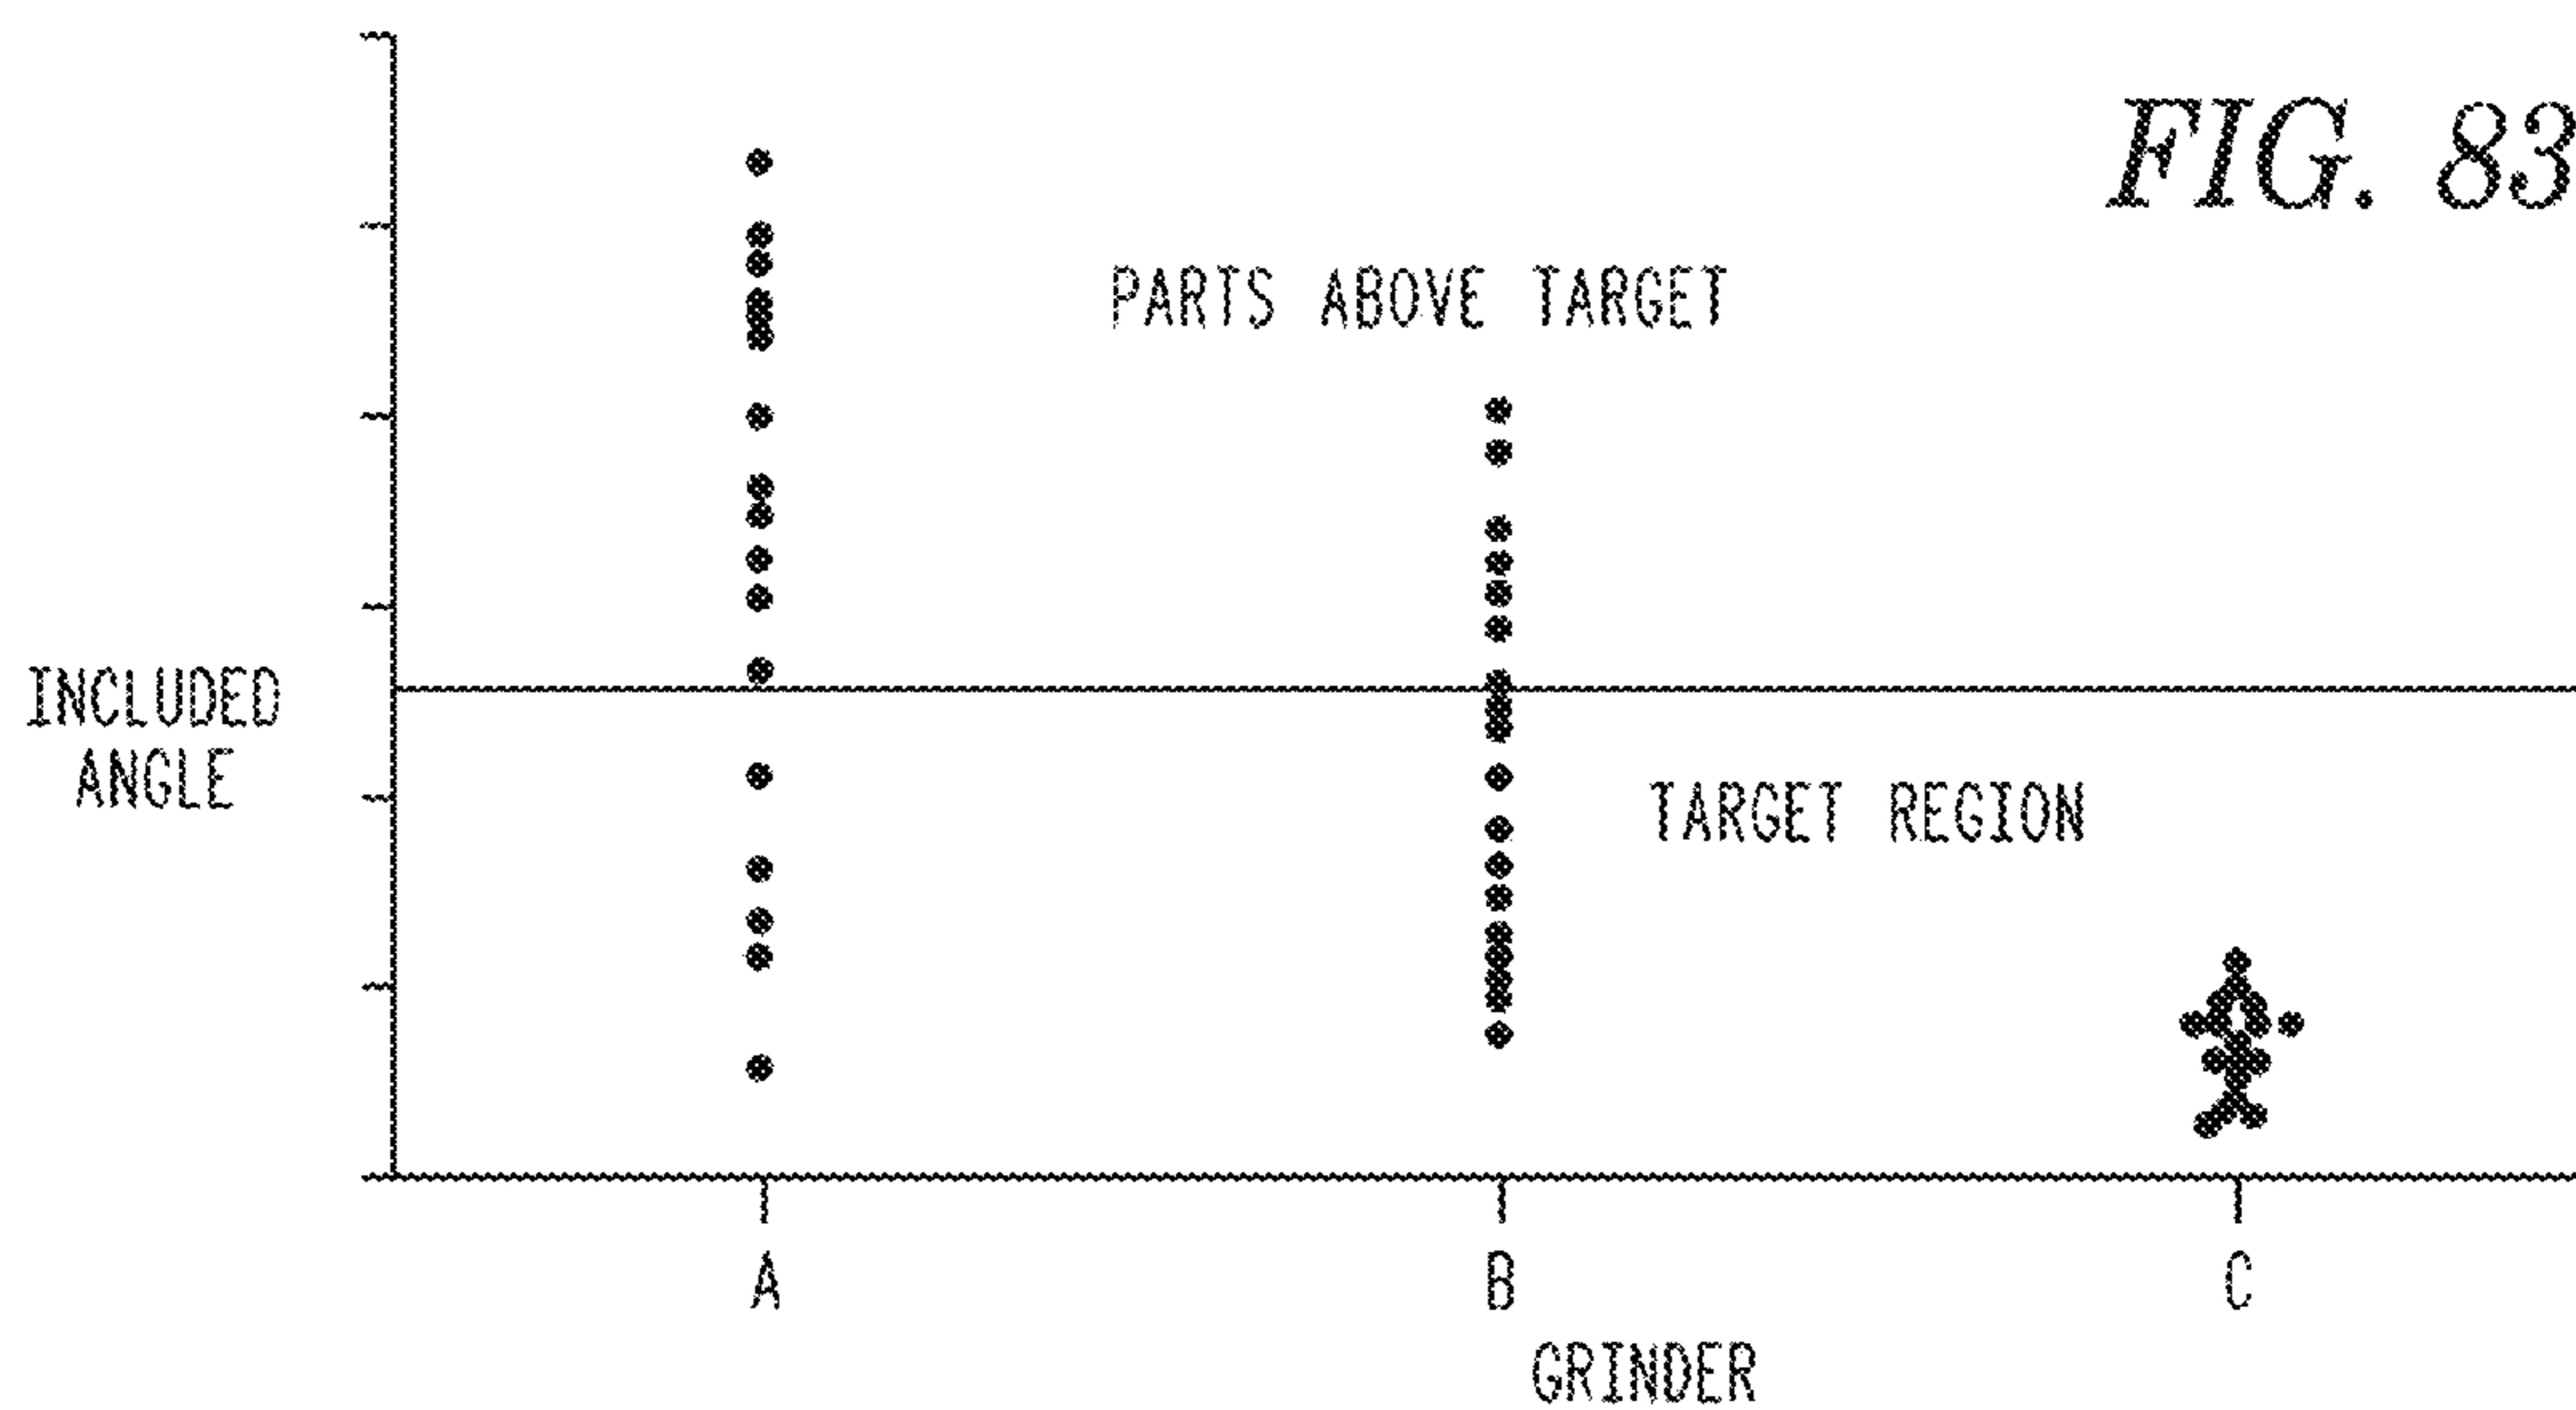 FIG. 83
PARTS ABOVE TARGET
INCLUDED
ANGLE
TARGET REGION
A B C
GRINDER